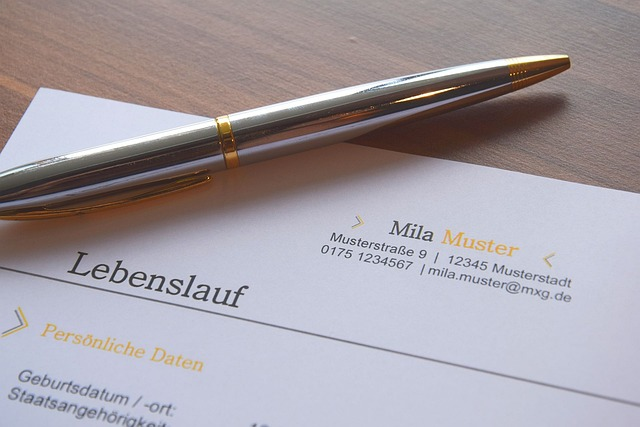 Mila Muster
Musterstraße 9 | 12345 Musterstadt
0175 1234567 | mila.muster@mxg.de
Lebenslauf
Persönliche Daten
Geburtsdatum / -ort: